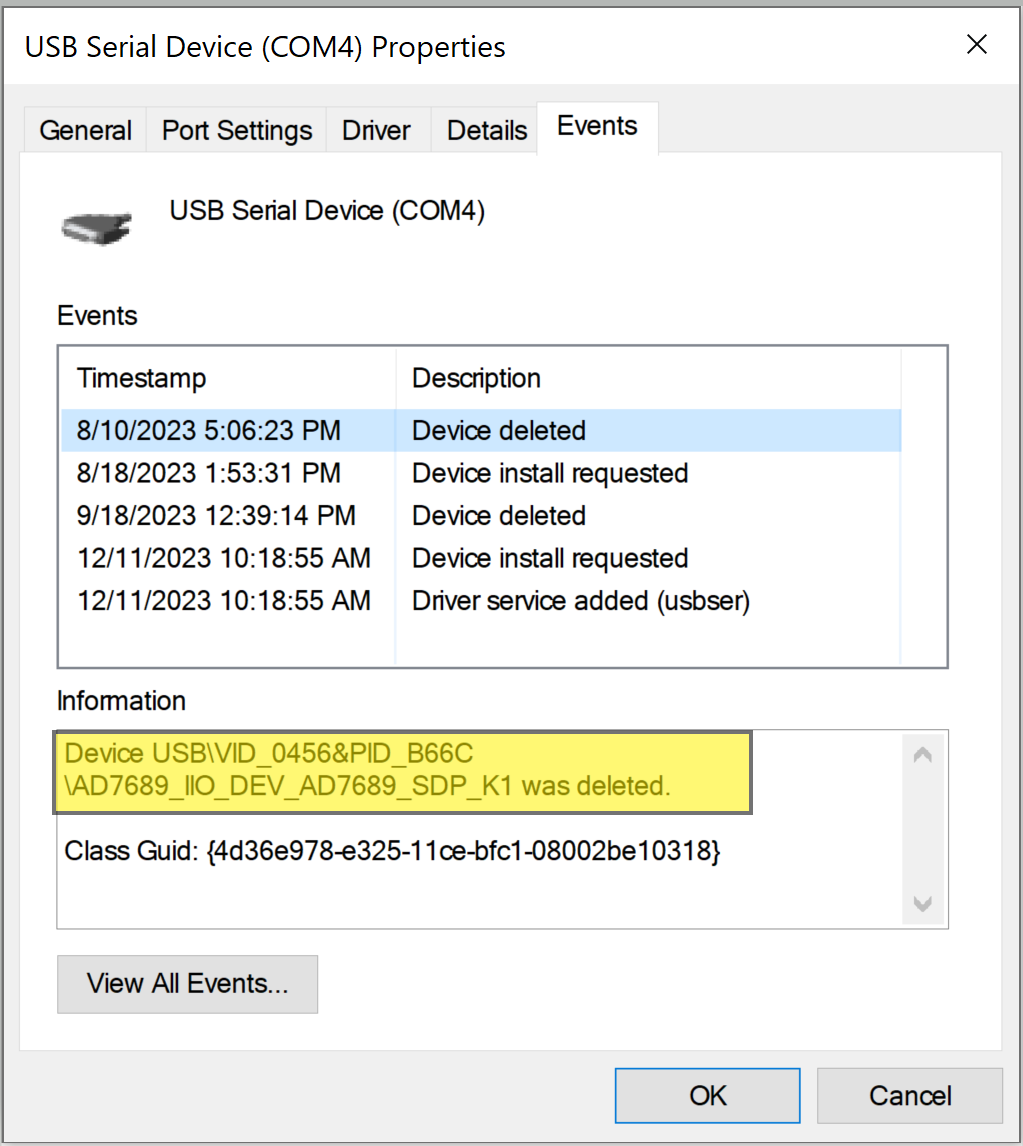 USB Serial Device (COM4) Properties
General Port Settings Driver Details Events
USB Serial Device (COM4)
Events
Timestamp Description
8/10/2023 5:06:23 PM Device deleted
8/18/2023 1:53:31 PM Device install requested
9/18/2023 12:39:14 PM Device deleted
12/11/2023 10:18:55 AM Device install requested
12/11/2023 10:18:55 AM Driver service added (usbser)
Information
Device USB\VID_0456&PID_B66C
\AD7689_IIO_DEV_AD7689_SDP_K1 was deleted.
Class Guid: {4d36e978-e325-11ce-bfc1-08002be10318}
View All Events...
OK Cancel